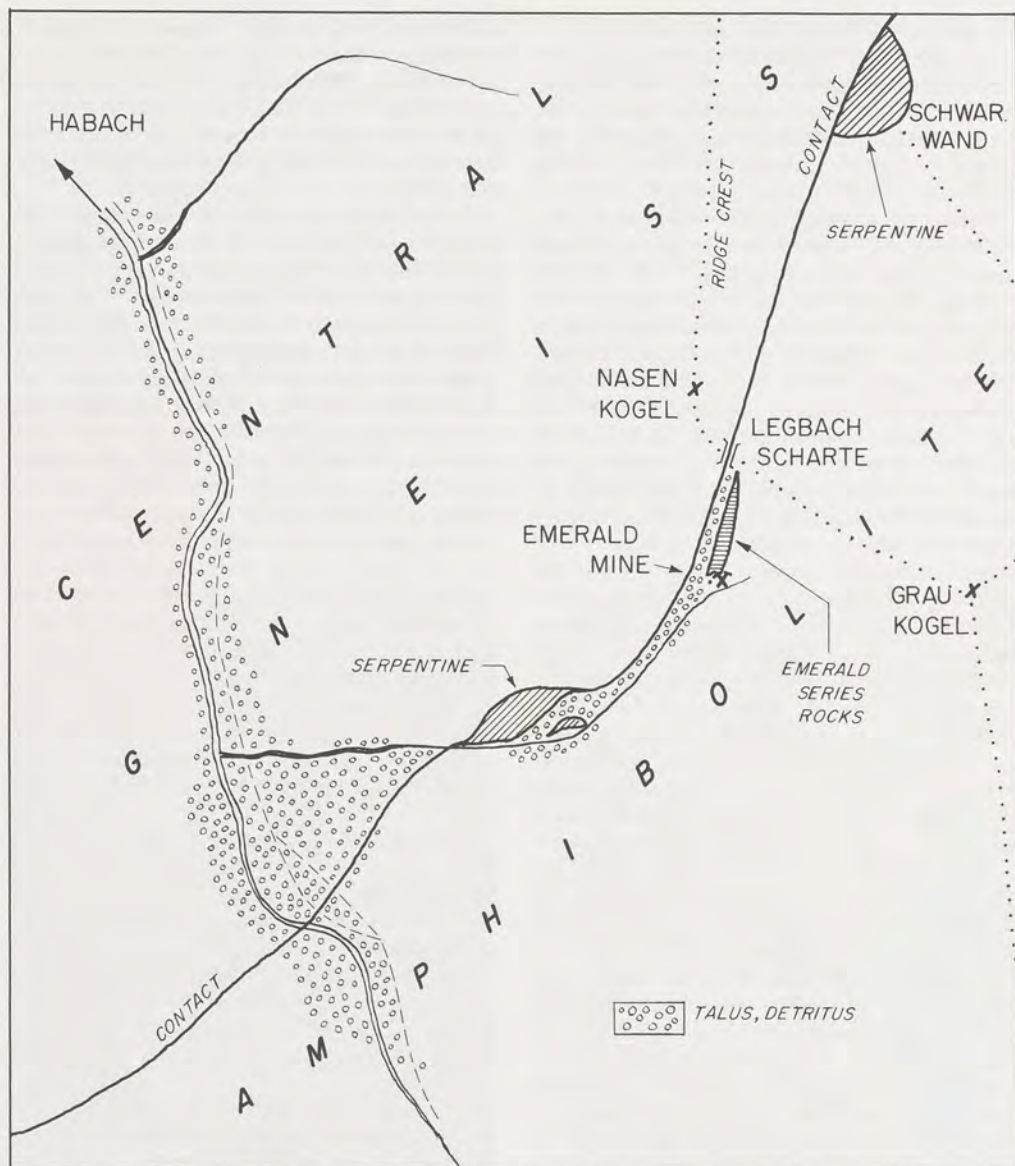 CENTRAL
GNEISS
AMPHIBOLITE
HABACH
RIDGE CREST
CONTACT
SCHWAR.
WAND
SERPENTINE
NASEN
KOGEL
LEGBACH
SCHARTE
EMERALD
MINE
GRAU
KOGEL
SERPENTINE
EMERALD
SERIES
ROCKS
CONTACT
TALUS, DETRITUS